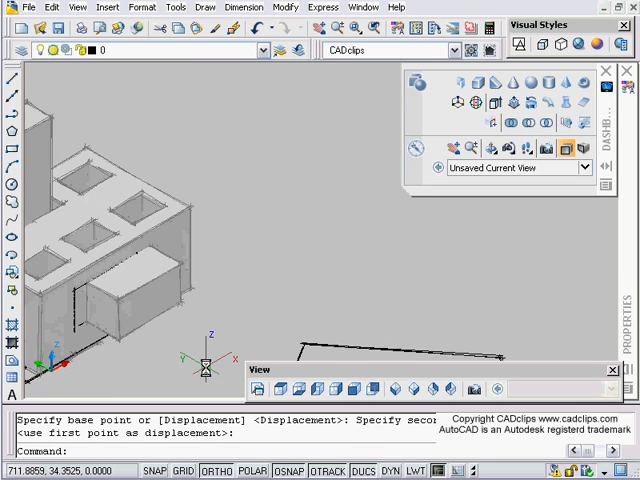 File Edit View Insert Format Tools Draw Dimension Modify Express Window Help
Visual Styles
0
CADclips
DASHB...
Unsaved Current View
PROPERTIES
Z
Y
X
Z
View
Specify base point or [Displacement] <Displacement>: Specify seco
<use first point as displacement>:
Command:
Copyright CADclips www.cadclips.com
AutoCAD is an Autodesk registerd trademark
711.8859, 34.3525, 0.0000 SNAP GRID ORTHO POLAR OSNAP OTRACK DUCS DYN LWT